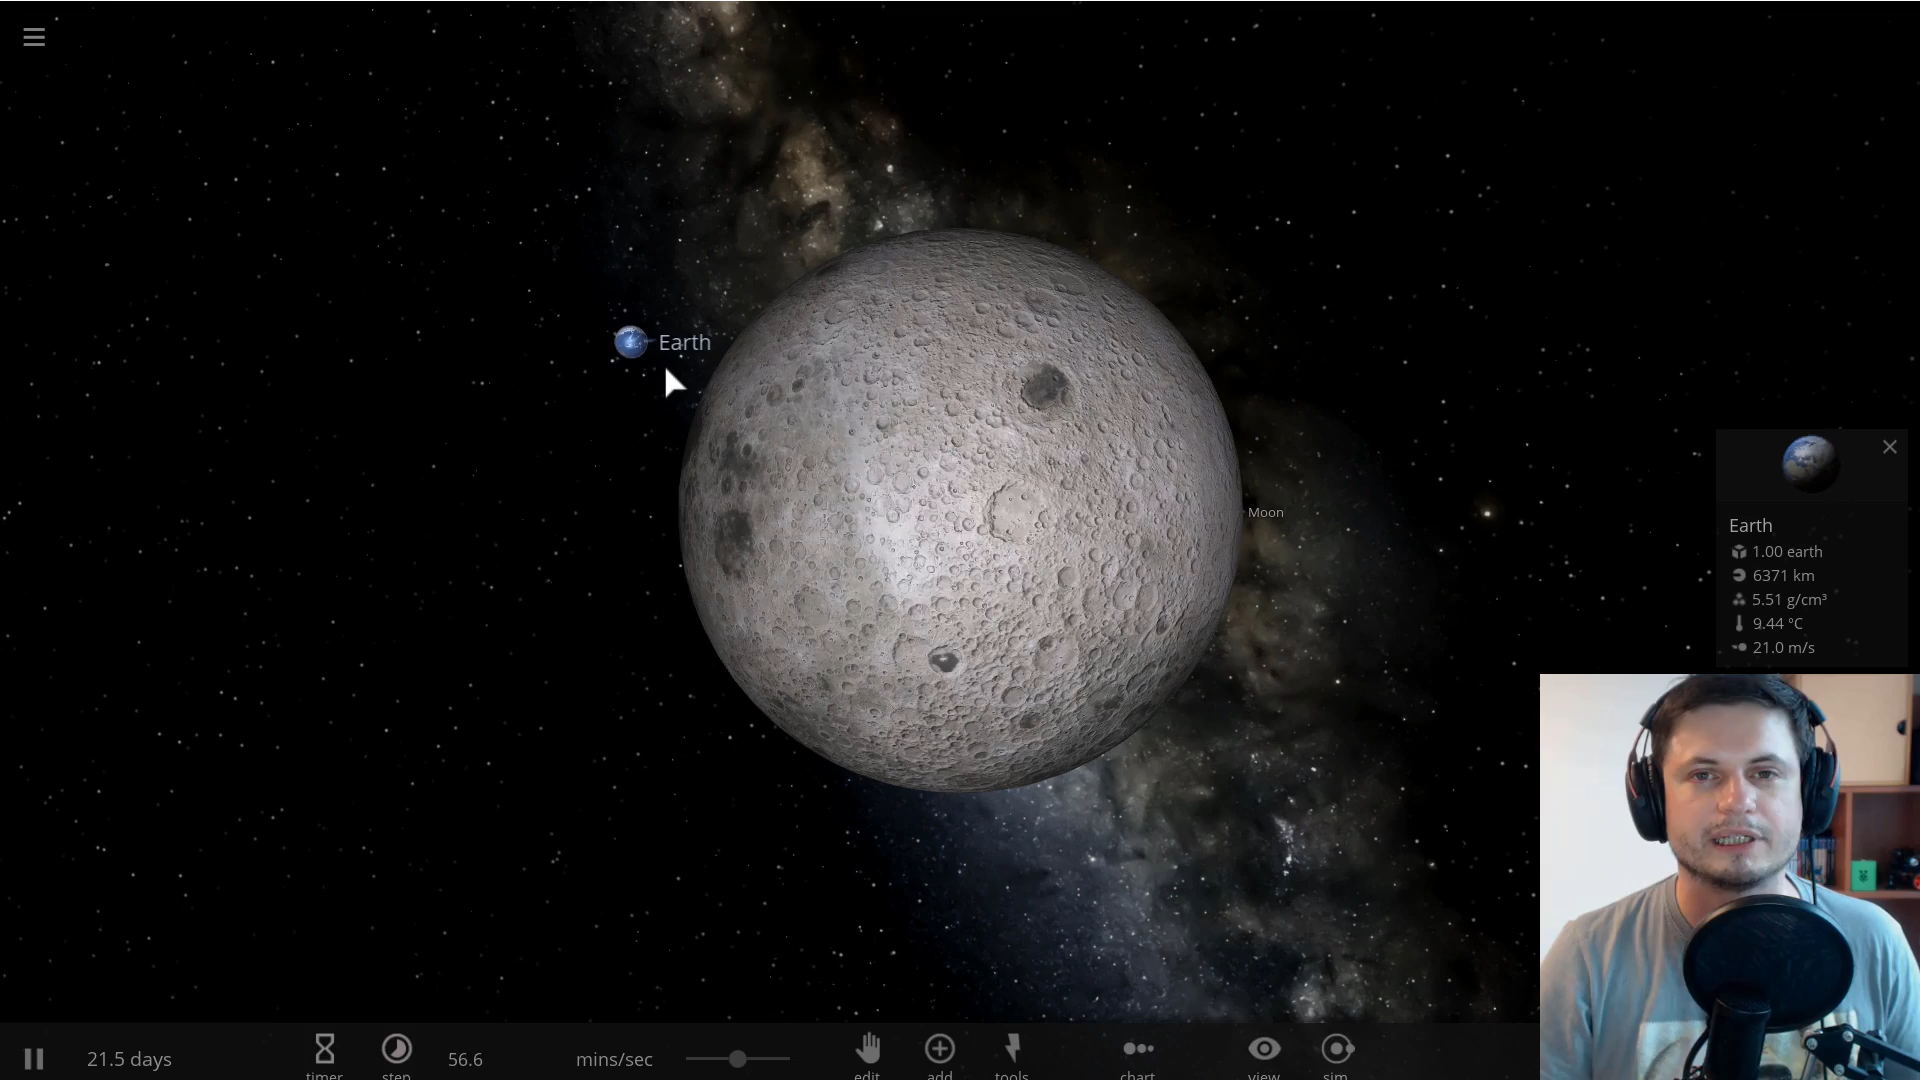 Earth
Moon
Earth
1.00 earth
6371 km
5.51 g/cm³
9.44 °C
21.0 m/s
21.5 days
timer
step
56.6
mins/sec
edit
add
tools
chart
view
sim